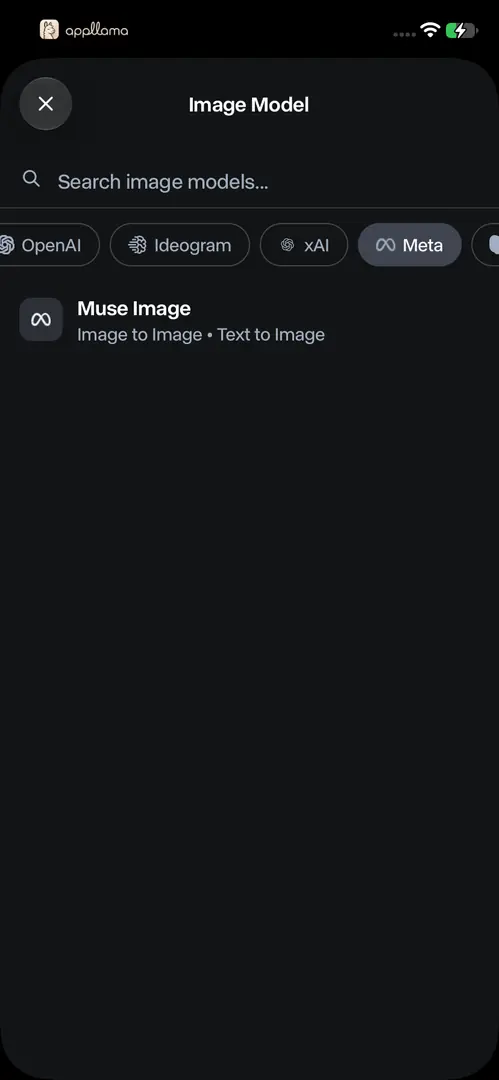 appllama
Image Model
Search image models...
OpenAI
Ideogram
xAI
Meta
Muse Image
Image to Image • Text to Image